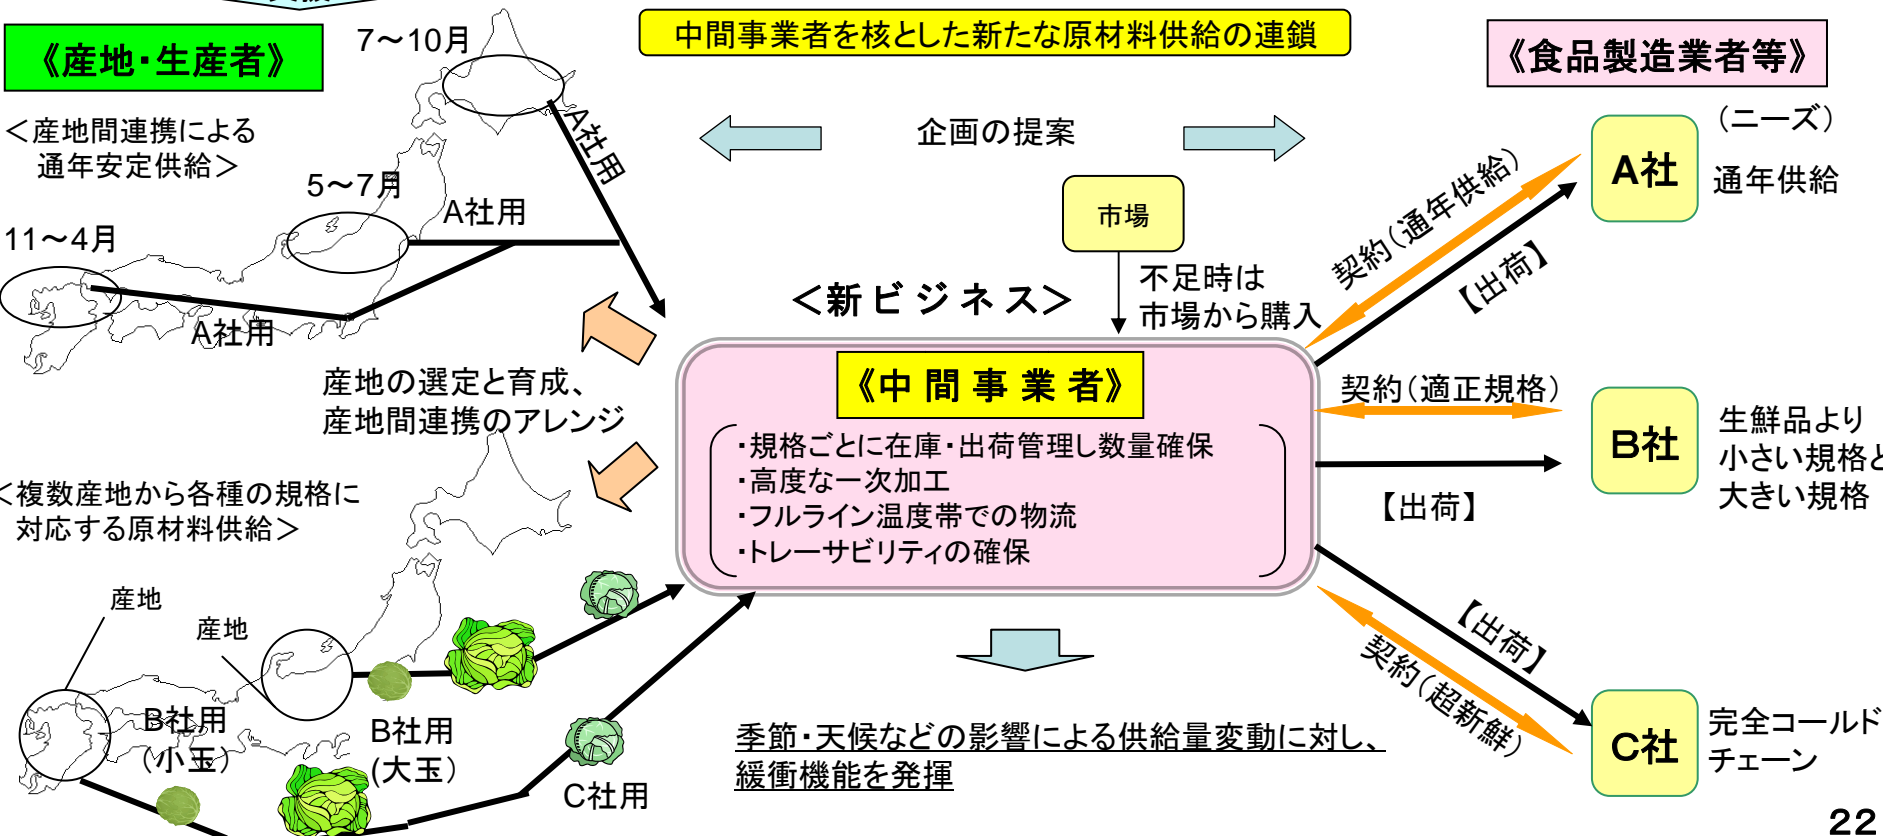 中間事業者を核とした新たな原材料供給の連鎖
《産地・生産者》
《食品製造業者等》
7～10月
＜産地間連携による
通年安定供給＞
5～7月
11～4月
A社用
A社用
A社用
企画の提案
市場
不足時は
市場から購入
＜新ビジネス＞
《中間事業者》
・規格ごとに在庫・出荷管理し数量確保
・高度な一次加工
・フルライン温度帯での物流
・トレーサビリティの確保
産地の選定と育成、
産地間連携のアレンジ
＜複数産地から各種の規格に
対応する原材料供給＞
産地
産地
B社用
（小玉）
B社用
(大玉）
C社用
季節・天候などの影響による供給量変動に対し、
緩衝機能を発揮
契約（通年供給）
【出荷】
A社
（ニーズ）
通年供給
契約（適正規格）
【出荷】
B社
生鮮品より
小さい規格と
大きい規格
【出荷】
契約（超新鮮）
C社
完全コールド
チェーン
22